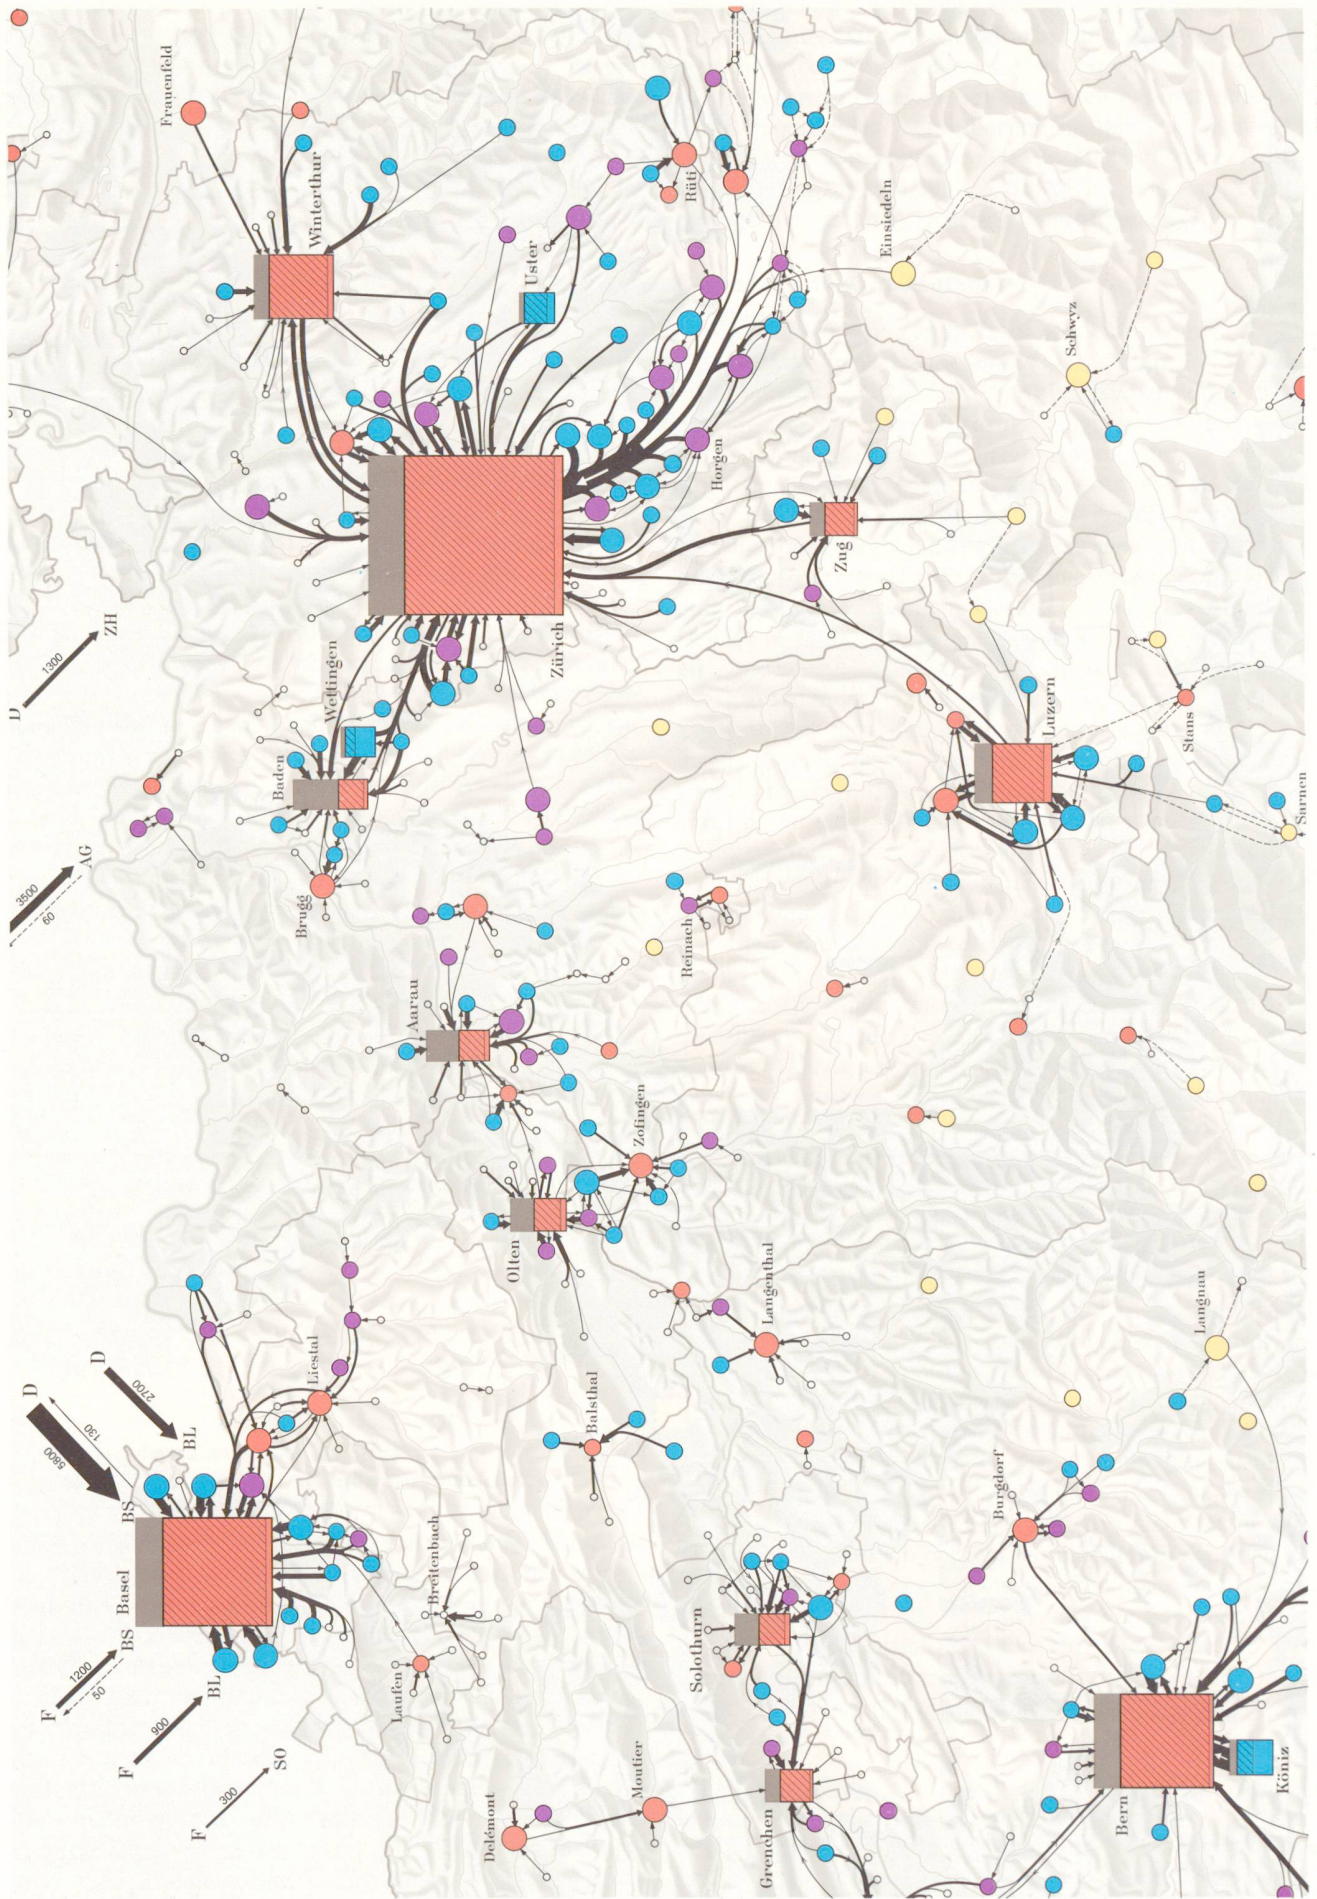 F
300
SO
F
900
BL
F
1200
50
BS
Basel
BS
D
5800
130
D
2700
BL
3500
60
AG
D
1300
ZH
Frauenfeld
Winterthur
Liestal
Brugg
Baden
Wettingen
Laufen
Breitenbach
Aarau
Delémont
Olten
Zürich
Uster
Balsthal
Moutier
Zofingen
Reinach
Rüti
Solothurn
Horgen
Grenchen
Langenthal
Zug
Einsiedeln
Burgdorf
Luzern
Schwyz
Bern
Langnau
Stans
Köniz
Sarnen